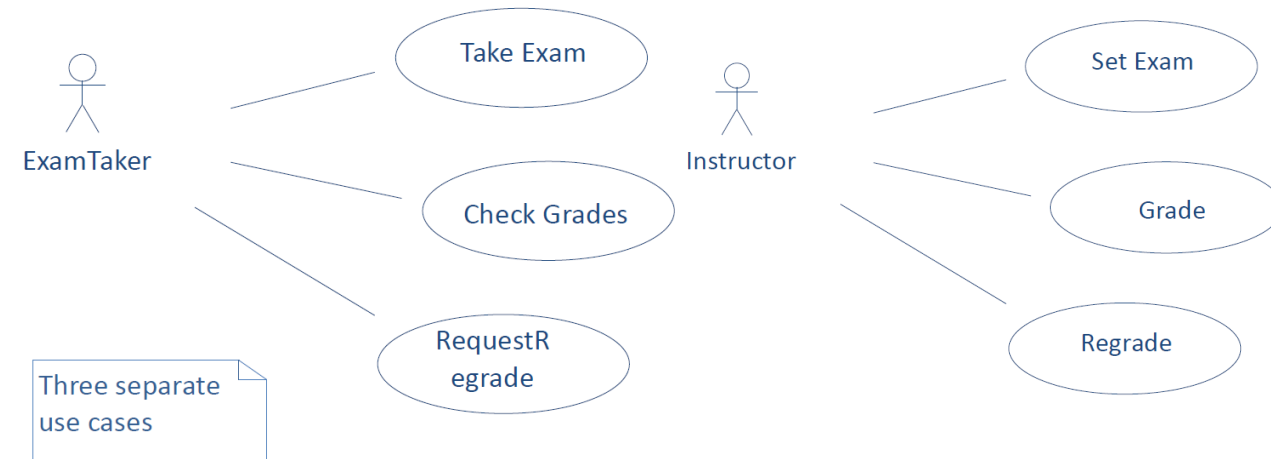 Take Exam
Set Exam
ExamTaker
Instructor
Check Grades
Grade
RequestR
egrade
Regrade
Three separate
use cases